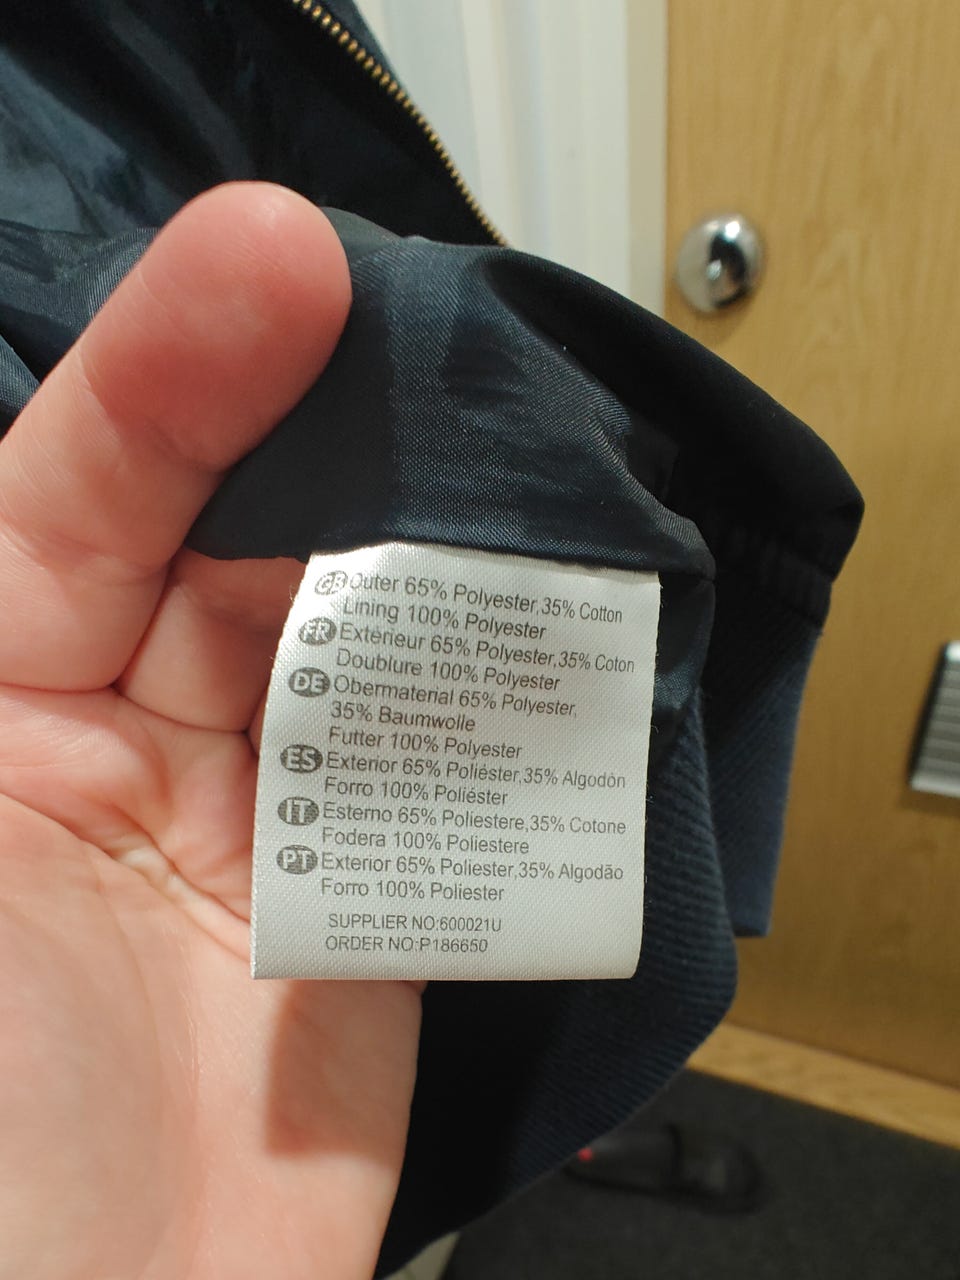 GB Outer 65% Polyester,35% Cotton
Lining 100% Polyester
FR Extérieur 65% Polyester,35% Coton
Doublure 100% Polyester
DE Obermaterial 65% Polyester,
35% Baumwolle
Futter 100% Polyester
ES Exterior 65% Poliéster,35% Algodón
Forro 100% Poliéster
IT Esterno 65% Poliestere,35% Cotone
Fodera 100% Poliestere
PT Exterior 65% Poliester,35% Algodão
Forro 100% Poliester
SUPPLIER NO:600021U
ORDER NO:P186650